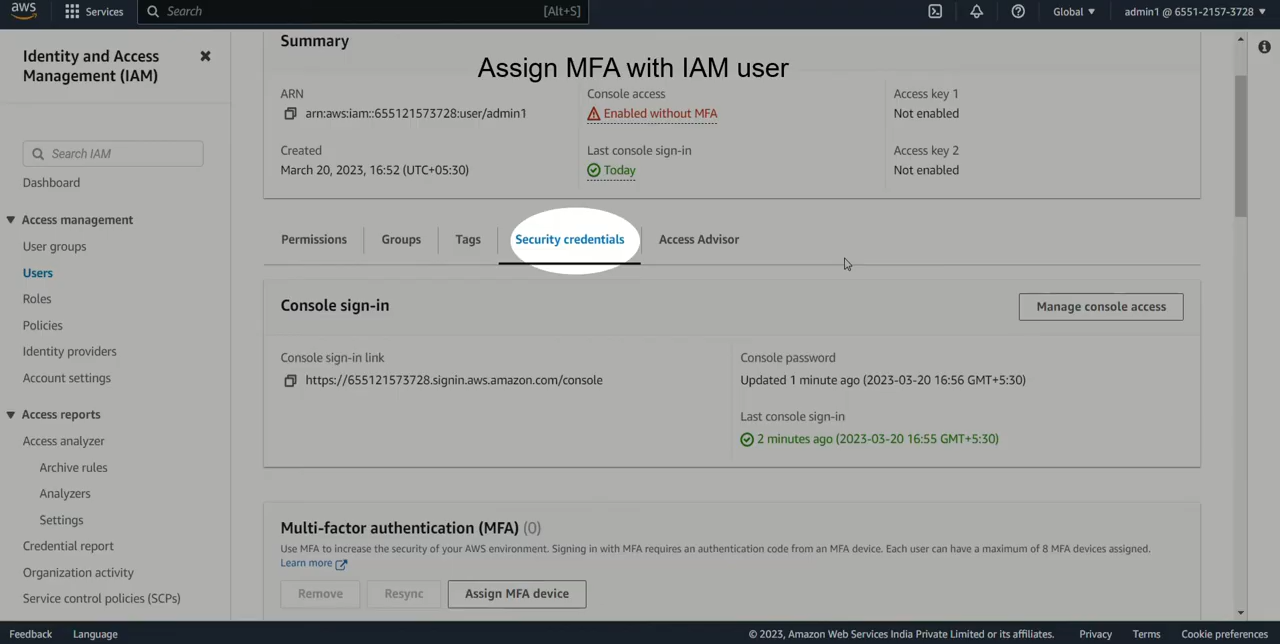 aws
Services
Search
[Alt+S]
Global
admin1 @ 6551-2157-3728
Identity and Access
Management (IAM)
Search IAM
Dashboard
Access management
User groups
Users
Roles
Policies
Identity providers
Account settings
Access reports
Access analyzer
Archive rules
Analyzers
Settings
Credential report
Organization activity
Service control policies (SCPs)
Summary
Assign MFA with IAM user
ARN
arn:aws:iam::655121573728:user/admin1
Console access
Enabled without MFA
Access key 1
Not enabled
Created
March 20, 2023, 16:52 (UTC+05:30)
Last console sign-in
Today
Access key 2
Not enabled
Permissions
Groups
Tags
Security credentials
Access Advisor
Console sign-in
Manage console access
Console sign-in link
https://655121573728.signin.aws.amazon.com/console
Console password
Updated 1 minute ago (2023-03-20 16:56 GMT+5:30)
Last console sign-in
2 minutes ago (2023-03-20 16:55 GMT+5:30)
Multi-factor authentication (MFA) (0)
Use MFA to increase the security of your AWS environment. Signing in with MFA requires an authentication code from an MFA device. Each user can have a maximum of 8 MFA devices assigned.
Learn more
Remove
Resync
Assign MFA device
Feedback
Language
© 2023, Amazon Web Services India Private Limited or its affiliates.
Privacy
Terms
Cookie preferences